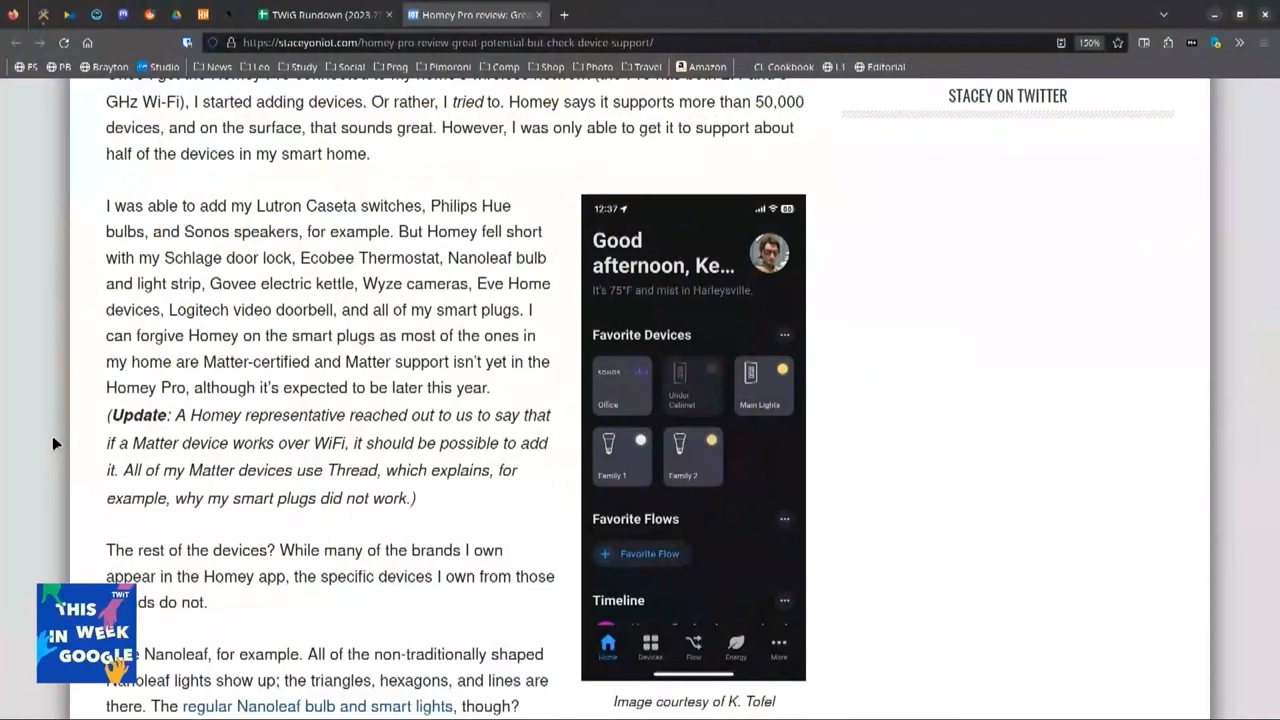 TWiG Rundown (2023
Homey Pro review: Gre
https://staceyoniot.com/homey-pro-review-great-potential-but-check-device-support/
150%
FS
PB
Brayton
Studio
News
Leo
Study
Social
Prog
Pimoroni
Comp
Shop
Photo
Travel
Amazon
CL Cookbook
L1
Editorial
GHz Wi-Fi), I started adding devices. Or rather, I tried to. Homey says it supports more than 50,000
devices, and on the surface, that sounds great. However, I was only able to get it to support about
half of the devices in my smart home.
I was able to add my Lutron Caseta switches, Philips Hue
bulbs, and Sonos speakers, for example. But Homey fell short
with my Schlage door lock, Ecobee Thermostat, Nanoleaf bulb
and light strip, Govee electric kettle, Wyze cameras, Eve Home
devices, Logitech video doorbell, and all of my smart plugs. I
can forgive Homey on the smart plugs as most of the ones in
my home are Matter-certified and Matter support isn't yet in the
Homey Pro, although it's expected to be later this year.
(Update: A Homey representative reached out to us to say that
if a Matter device works over WiFi, it should be possible to add
it. All of my Matter devices use Thread, which explains, for
example, why my smart plugs did not work.)
The rest of the devices? While many of the brands I own
appear in the Homey app, the specific devices I own from those
ds do not.
Nanoleaf, for example. All of the non-traditionally shaped
Nanoleaf lights show up; the triangles, hexagons, and lines are
there. The regular Nanoleaf bulb and smart lights, though?
12:37
80
Good
afternoon, Ke...
It's 75°F and mist in Harleysville.
Favorite Devices
SONOS
Office
Under
Cabinet
Main Lights
Family 1
Family 2
Favorite Flows
+ Favorite Flow
Timeline
Home
Devices
Flow
Energy
More
Image courtesy of K. Tofel
STACEY ON TWITTER
TWiT
THIS
IN WEEK
GOOGLE